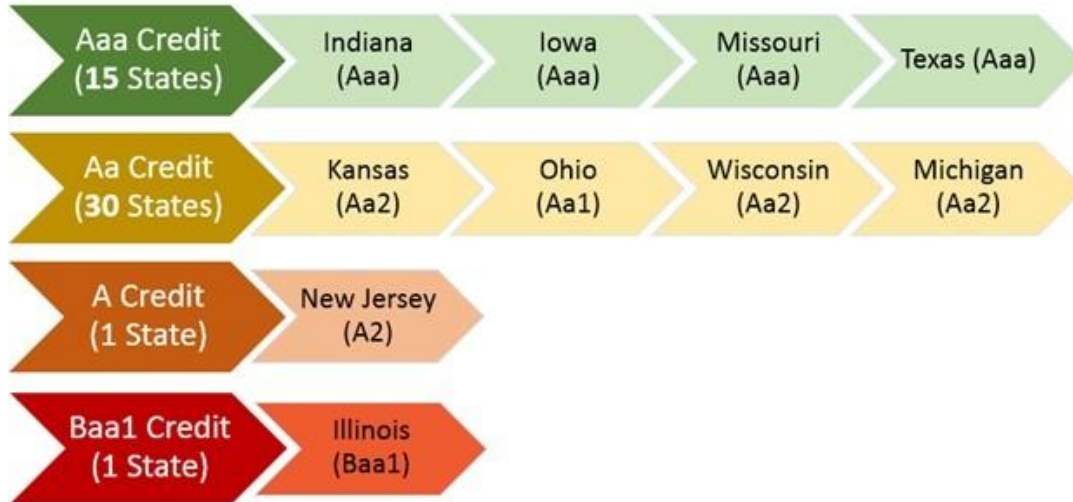 Aaa Credit
(15 States)
Indiana
(Aaa)
Iowa
(Aaa)
Missouri
(Aaa)
Texas (Aaa)
Aa Credit
(30 States)
Kansas
(Aa2)
Ohio
(Aa1)
Wisconsin
(Aa2)
Michigan
(Aa2)
A Credit
(1 State)
New Jersey
(A2)
Baa1 Credit
(1 State)
Illinois
(Baa1)